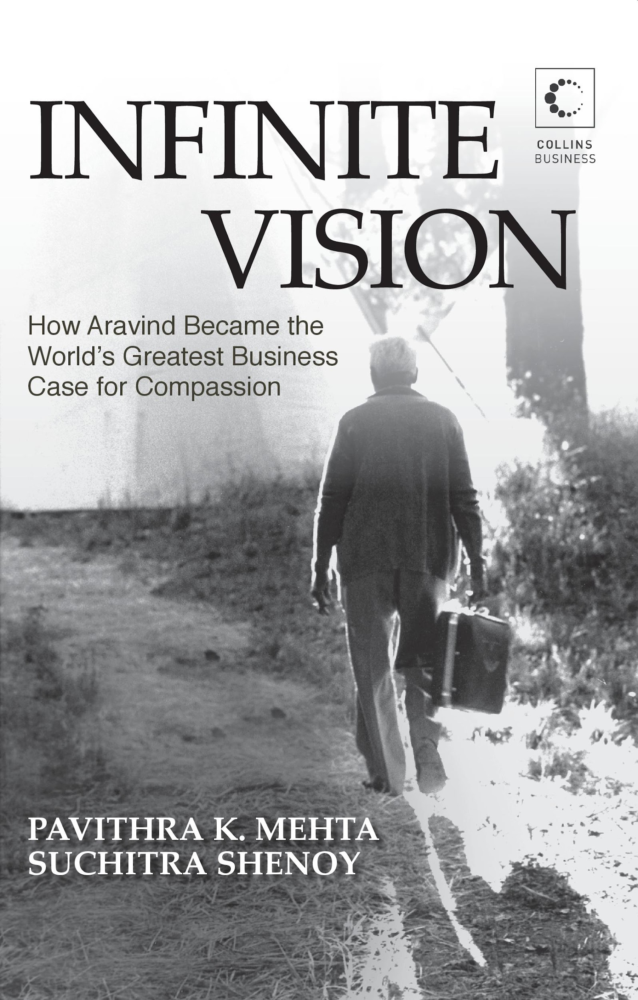 INFINITE
COLLINS
BUSINESS
VISION
How Aravind Became the
World’s Greatest Business
Case for Compassion
PAVITHRA K. MEHTA
SUCHITRA SHENOY